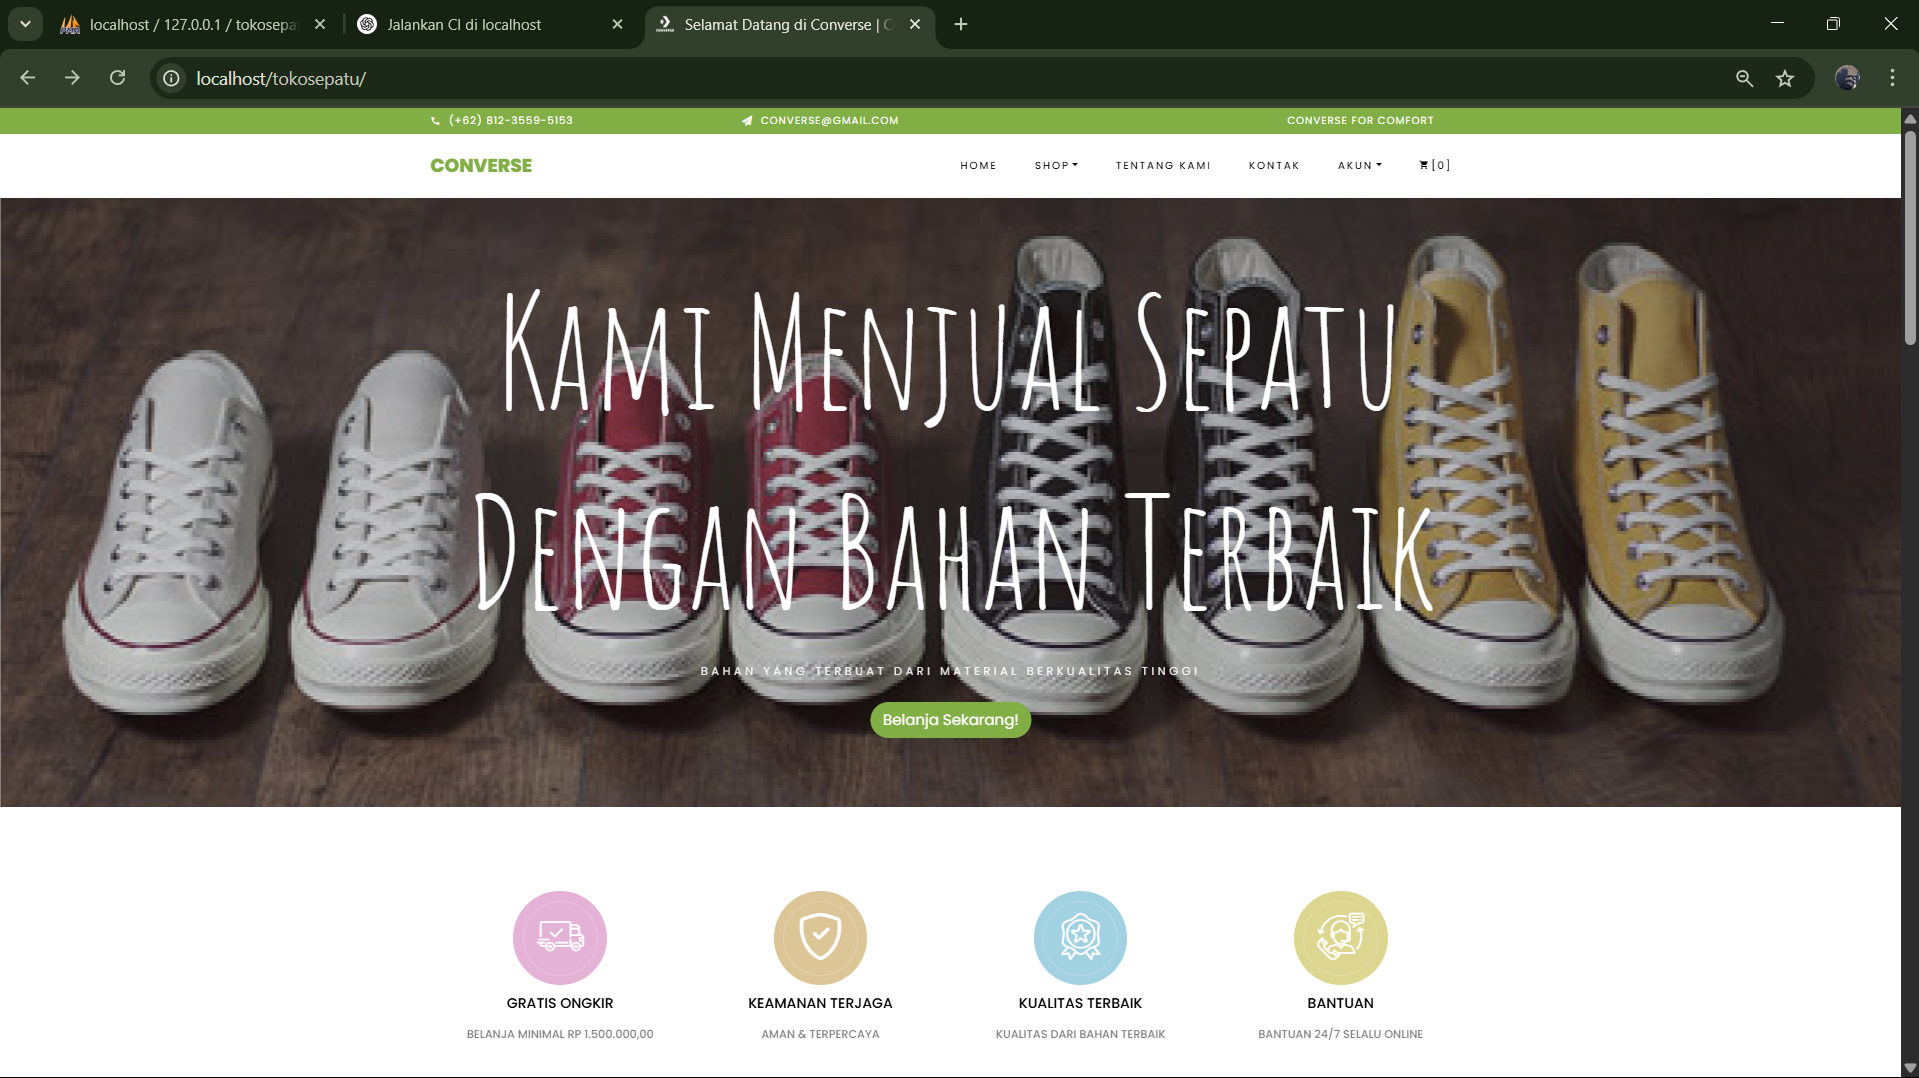 localhost / 127.0.0.1 / tokosepa
Jalankan CI di localhost
Selamat Datang di Converse | C
localhost/tokosepatu/
(+62) 812-3559-5153
CONVERSE@GMAIL.COM
CONVERSE FOR COMFORT
CONVERSE
HOME
SHOP
TENTANG KAMI
KONTAK
AKUN
[0]
Kami Menjual Sepatu
Dengan Bahan Terbaik
BAHAN YANG TERBUAT DARI MATERIAL BERKUALITAS TINGGI
Belanja Sekarang!
GRATIS ONGKIR
KEAMANAN TERJAGA
KUALITAS TERBAIK
BANTUAN
BELANJA MINIMAL RP 1.500.000,00
AMAN & TERPERCAYA
KUALITAS DARI BAHAN TERBAIK
BANTUAN 24/7 SELALU ONLINE